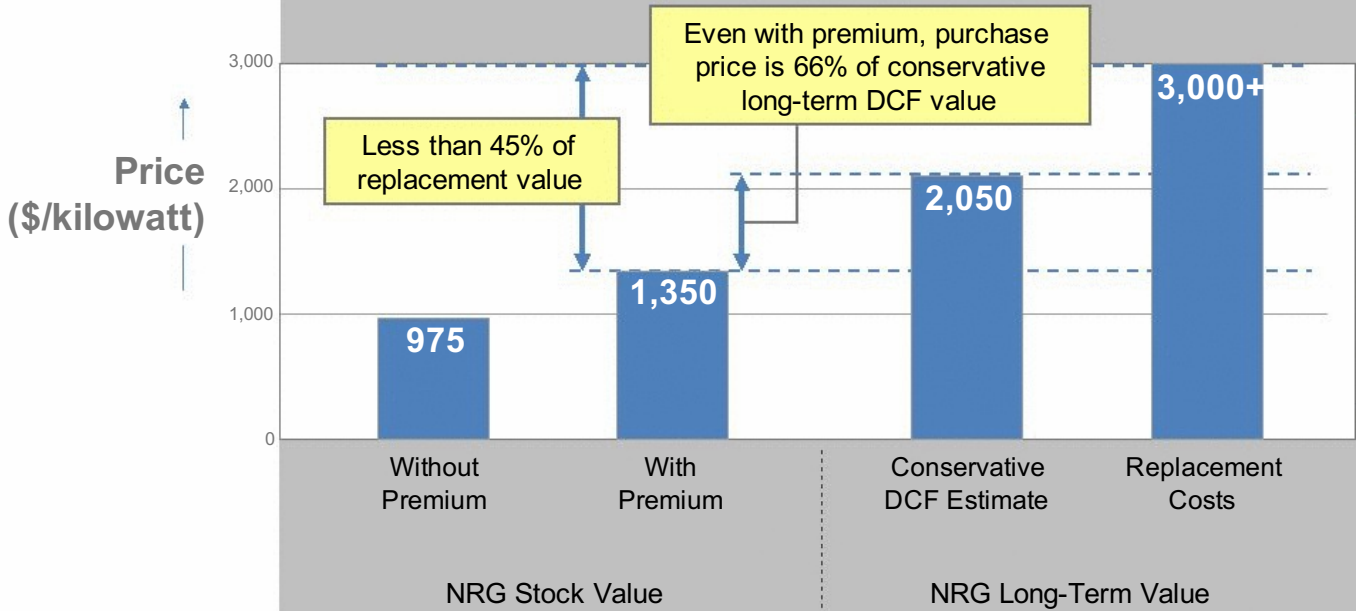 Even with premium, purchase
price is 66% of conservative
long-term DCF value
3,000
3,000+
Less than 45% of
replacement value
Price
($/kilowatt)
2,000
2,050
1,350
1,000
975
0
Without
Premium
With
Premium
Conservative
DCF Estimate
Replacement
Costs
NRG Stock Value
NRG Long-Term Value